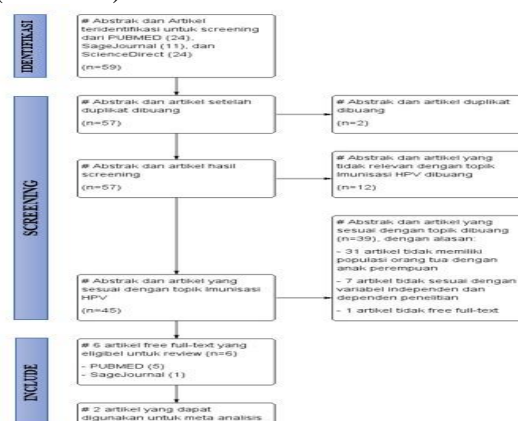 IDENTIFIKASI
# Abstrak dan Artikel
teridentifikasi untuk screening
dari PUBMED (24),
SageJournal (11), dan
ScienceDirect (24)
(n=59)
SCREENING
# Abstrak dan artikel setelah
duplikat dibuang
(n=57)
# Abstrak dan artikel duplikat
dibuang
(n=2)
# Abstrak dan artikel hasil
screening
(n=57)
# Abstrak dan artikel yang
tidak relevan dengan topik
Imunisasi HPV dibuang
(n=12)
# Abstrak dan artikel yang
sesuai dengan topik dibuang
(n=39), dengan alasan:
- 31 artikel tidak memiliki
populasi orang tua dengan
anak perempuan
- 7 artikel tidak sesuai dengan
variabel independen dan
dependen penelitian
- 1 artikel tidak free full-text
# Abstrak dan artikel yang
sesuai dengan topik Imunisasi
HPV
(n=45)
INCLUDE
# 6 artikel free full-text yang
eligibel untuk review (n=6)
- PUBMED (5)
- SageJournal (1)
# 2 artikel yang dapat
digunakan untuk meta analisis